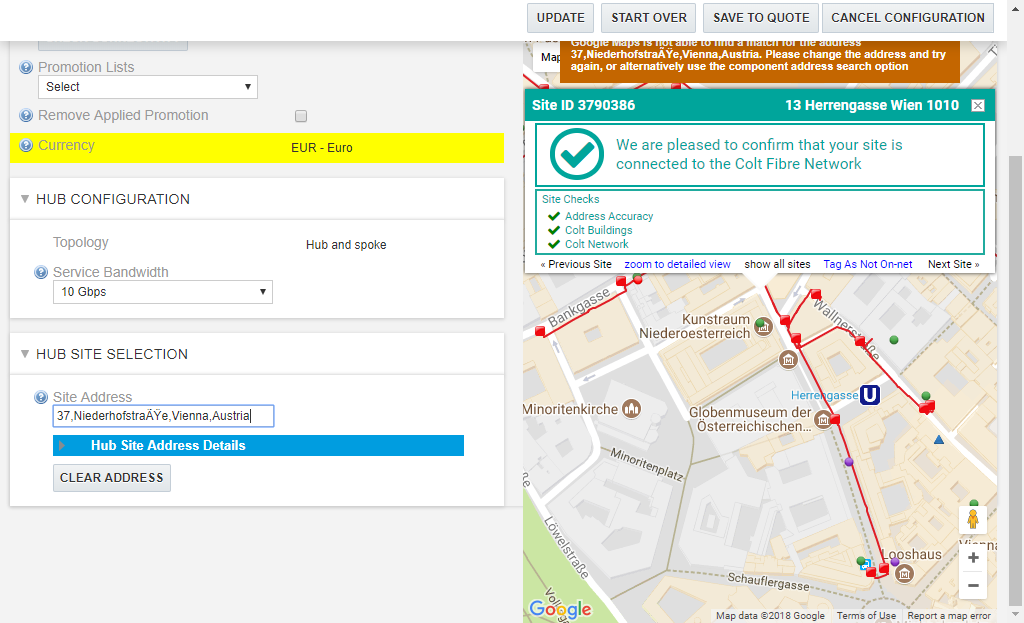 UPDATE
START OVER
SAVE TO QUOTE
CANCEL CONFIGURATION
Promotion Lists
Select
Remove Applied Promotion
Currency
EUR - Euro
HUB CONFIGURATION
Topology
Hub and spoke
Service Bandwidth
10 Gbps
HUB SITE SELECTION
Site Address
37,NiederhofstraÃŸe,Vienna,Austria
Hub Site Address Details
CLEAR ADDRESS
Map
Google Maps is not able to find a match for the address
37,NiederhofstraÃŸe,Vienna,Austria. Please change the address and try
again, or alternatively use the component address search option
Site ID 3790386
13 Herrengasse Wien 1010
We are pleased to confirm that your site is
connected to the Colt Fibre Network
Site Checks
Address Accuracy
Colt Buildings
Colt Network
« Previous Site
zoom to detailed view
show all sites
Tag As Not On-net
Next Site »
Bankgasse
Kunstraum
Niederoesterreich
Wallnerstraße
Herrengasse
U
Minoritenkirche
Globenmuseum der
Österreichischen...
Minoritenplatz
Löwelstraße
Looshaus
Schauflergasse
Google
Map data ©2018 Google
Terms of Use
Report a map error